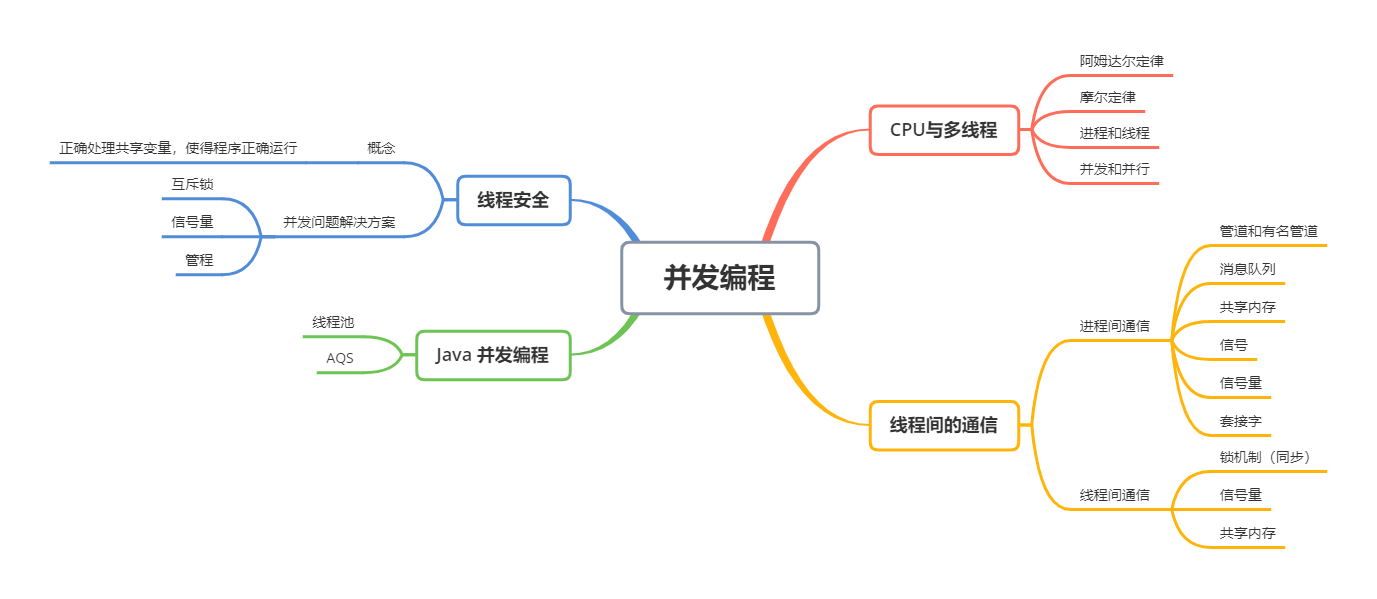 并发编程
CPU与多线程
阿姆达尔定律
摩尔定律
进程和线程
并发和并行
线程间的通信
进程间通信
管道和有名管道
消息队列
共享内存
信号
信号量
套接字
线程间通信
锁机制（同步）
信号量
共享内存
线程安全
概念
正确处理共享变量，使得程序正确运行
并发问题解决方案
互斥锁
信号量
管程
Java 并发编程
线程池
AQS